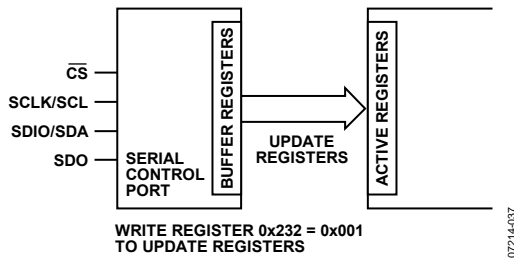 CS
SCLK/SCL
SDIO/SDA
SDO
SERIAL
CONTROL
PORT
BUFFER REGISTERS
UPDATE
REGISTERS
ACTIVE REGISTERS
WRITE REGISTER 0x232 = 0x001
TO UPDATE REGISTERS
07214-037